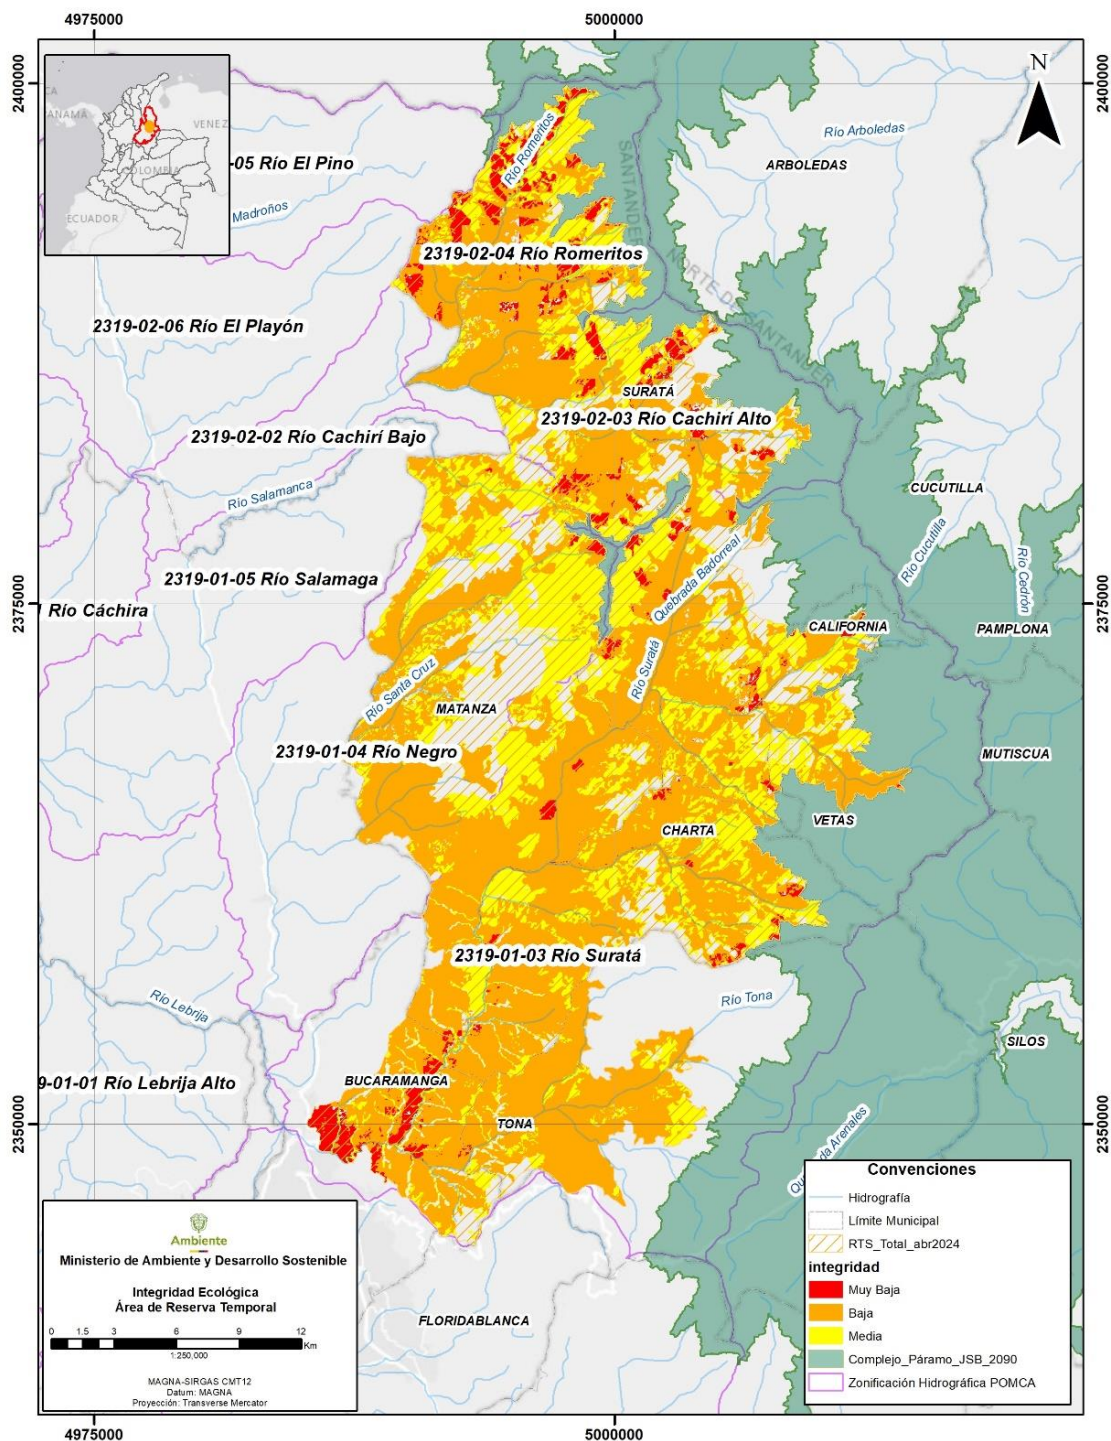 4975000
5000000
2400000
2400000
N
CA
PANAMA
VENEZ
COLOMBIA
ECUADOR
-05 Río El Pino
Madroños
Río Romeritos
Río Arboledas
ARBOLEDAS
SANTANDER
NORTE DE SANTANDER
2319-02-04 Río Romeritos
2319-02-06 Río El Playón
SURATÁ
2319-02-03 Río Cachirí Alto
2319-02-02 Río Cachirí Bajo
Río Salamanca
CUCUTILLA
Río Cucutilla
Río Cedrón
Quebrada Badorreal
2319-01-05 Río Salamaga
Río Cáchira
2375000
2375000
CALIFORNIA
PAMPLONA
Río Suratá
Río Santa Cruz
MATANZA
2319-01-04 Río Negro
MUTISCUA
VETAS
CHARTA
2319-01-03 Río Suratá
Río Tona
Río Lebrija
SILOS
9-01-01 Río Lebrija Alto
BUCARAMANGA
TONA
2350000
2350000
da Arenales
FLORIDABLANCA
Ambiente
Ministerio de Ambiente y Desarrollo Sostenible
Integridad Ecológica
Área de Reserva Temporal
0 1.5 3 6 9 12
Km
1:250,000
MAGNA-SIRGAS CMT12
Datum: MAGNA
Proyección: Transverse Mercator
Convenciones
Hidrografía
Límite Municipal
RTS_Total_abr2024
integridad
Muy Baja
Baja
Media
Complejo_Páramo_JSB_2090
Zonificación Hidrográfica POMCA
4975000
5000000